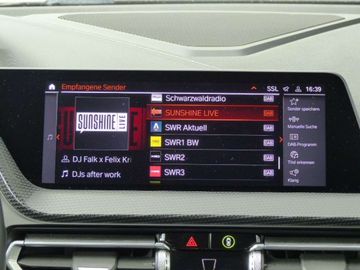 Empfangene Sender
SSL
16:39
SUNSHINE
LIVE
DJ Falk x Felix Kr
DJs after work
Schwarzwaldradio DAB
SUNSHINE LIVE DAB
SWR Aktuell DAB
SWR1 BW DAB
SWR2 DAB
SWR3 DAB
Sender speichern
Manuelle Suche
DAB Programm
Titel erkennen
Klang